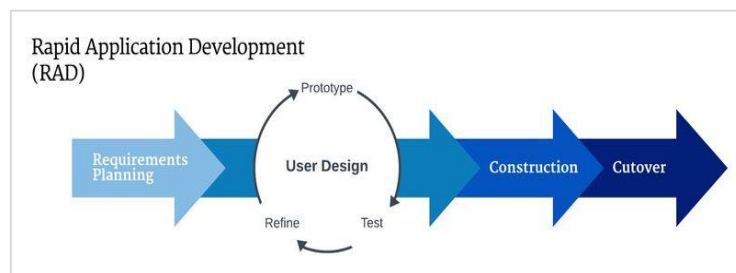 Rapid Application Development
(RAD)
Prototype
Requirements
Planning
User Design
Construction
Cutover
Refine
Test